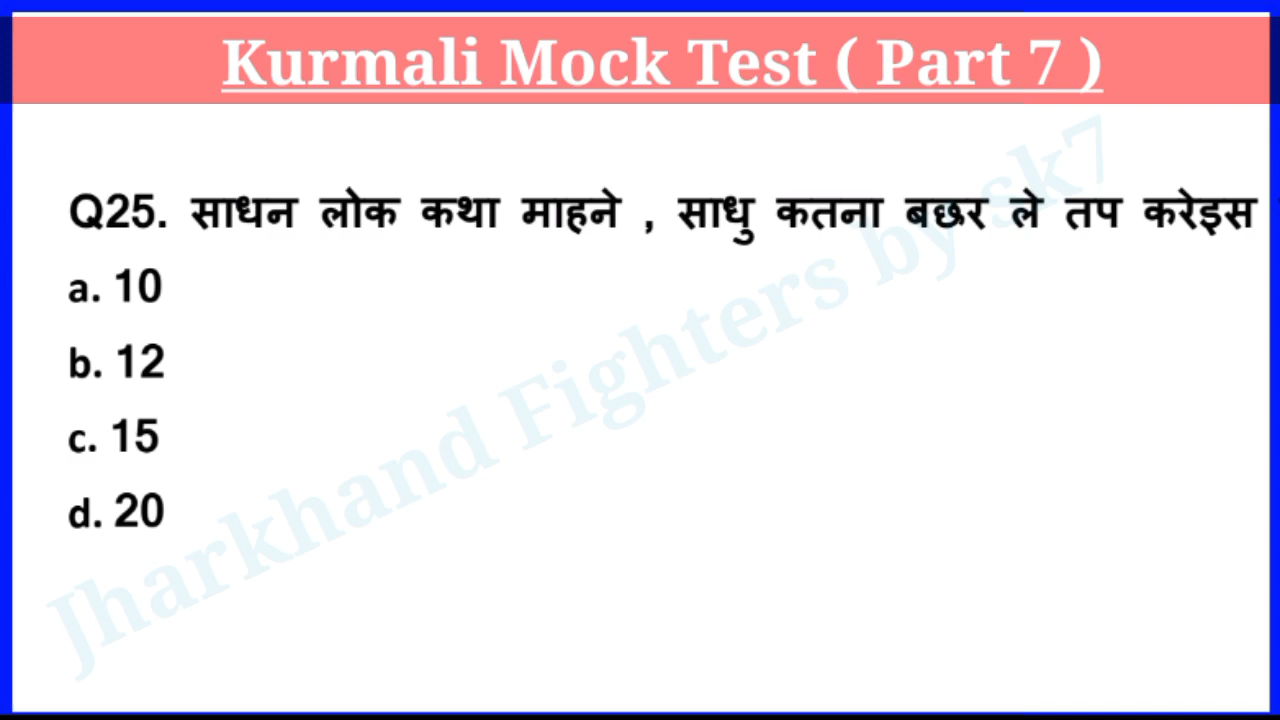 Kurmali Mock Test ( Part 7 )
Q25. साधन लोक कथा माहने , साधु कतना बछर ले तप करेइस
a. 10
b. 12
c. 15
d. 20
Jharkhand Fighters by sk7